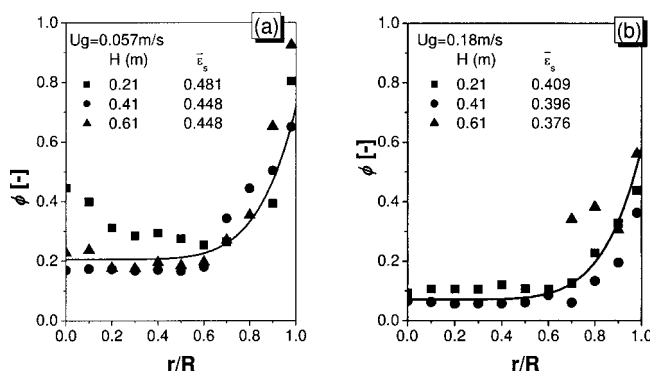 (a)
Ug=0.057m/s
H (m) ε̄s
■ 0.21 0.481
● 0.41 0.448
▲ 0.61 0.448
1.0
0.8
0.6
0.4
0.2
0.0
ϕ [-]
0.0 0.2 0.4 0.6 0.8 1.0
r/R
(b)
Ug=0.18m/s
H (m) ε̄s
■ 0.21 0.409
● 0.41 0.396
▲ 0.61 0.376
1.0
0.8
0.6
0.4
0.2
0.0
ϕ [-]
0.0 0.2 0.4 0.6 0.8 1.0
r/R